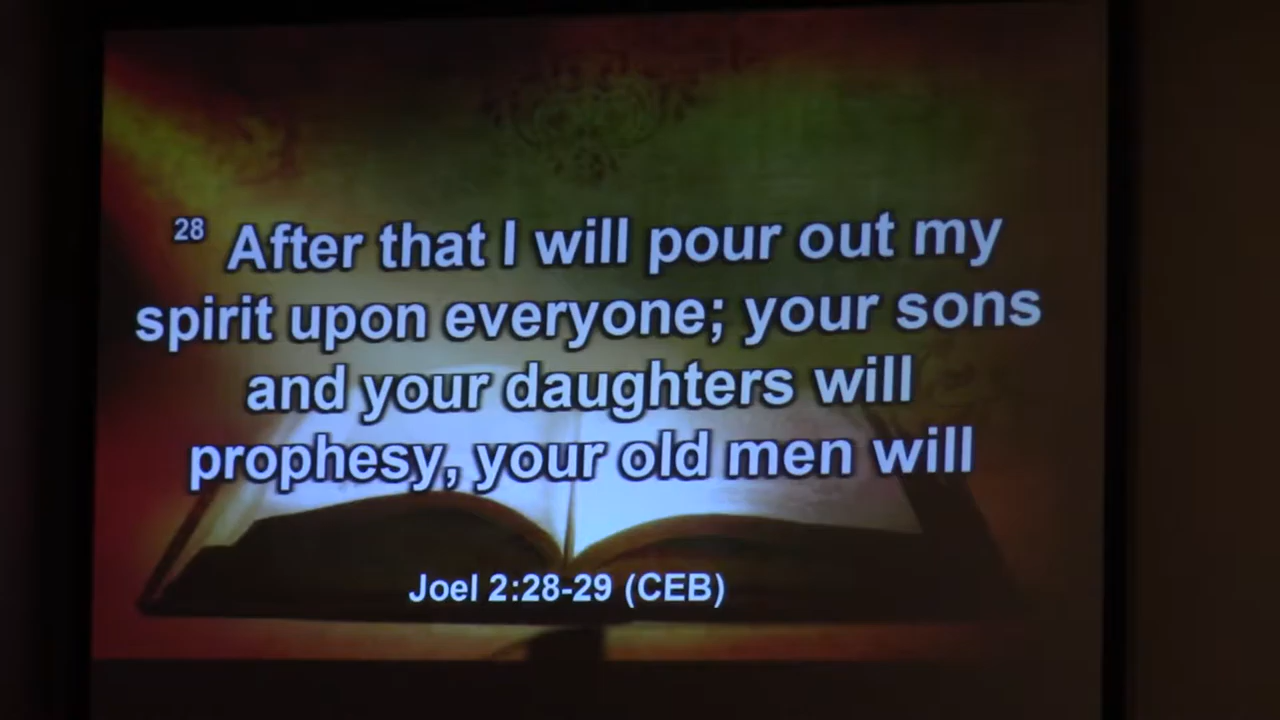 28 After that I will pour out my
spirit upon everyone; your sons
and your daughters will
prophesy, your old men will
Joel 2:28-29 (CEB)